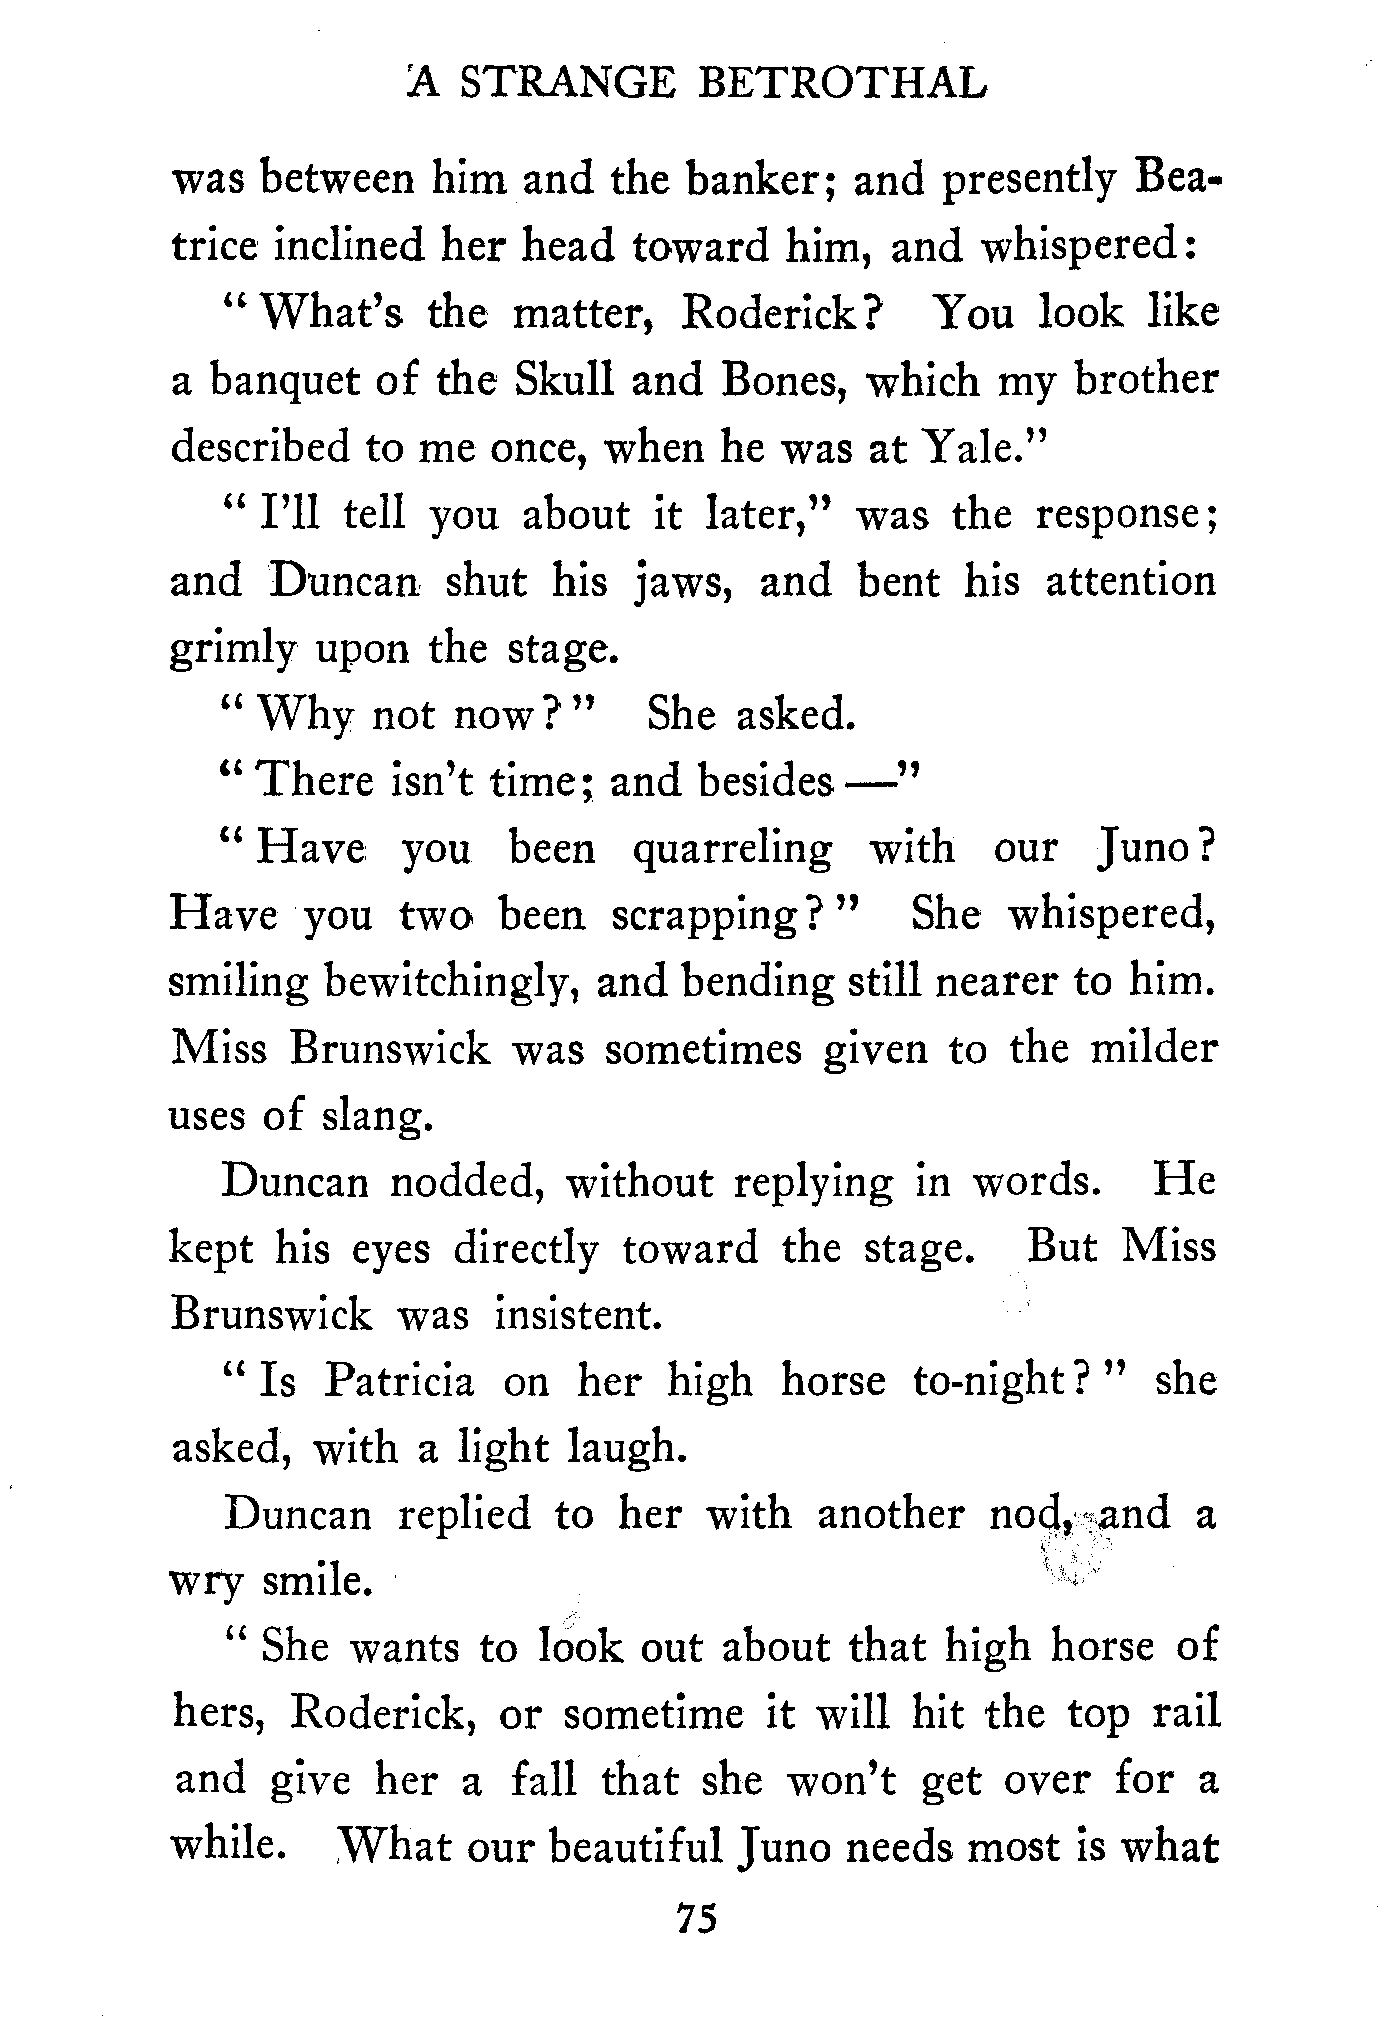 A STRANGE BETROTHAL
was between him and the banker; and presently Bea-
trice inclined her head toward him, and whispered:
" What's the matter, Roderick? You look like
a banquet of the Skull and Bones, which my brother
described to me once, when he was at Yale."
" I'll tell you about it later," was the response;
and Duncan shut his jaws, and bent his attention
grimly upon the stage.
" Why not now? " She asked.
" There isn't time; and besides —"
" Have you been quarreling with our Juno?
Have you two been scrapping? " She whispered,
smiling bewitchingly, and bending still nearer to him.
Miss Brunswick was sometimes given to the milder
uses of slang.
Duncan nodded, without replying in words. He
kept his eyes directly toward the stage. But Miss
Brunswick was insistent.
" Is Patricia on her high horse to-night? " she
asked, with a light laugh.
Duncan replied to her with another nod, and a
wry smile.
" She wants to look out about that high horse of
hers, Roderick, or sometime it will hit the top rail
and give her a fall that she won't get over for a
while. What our beautiful Juno needs most is what
75